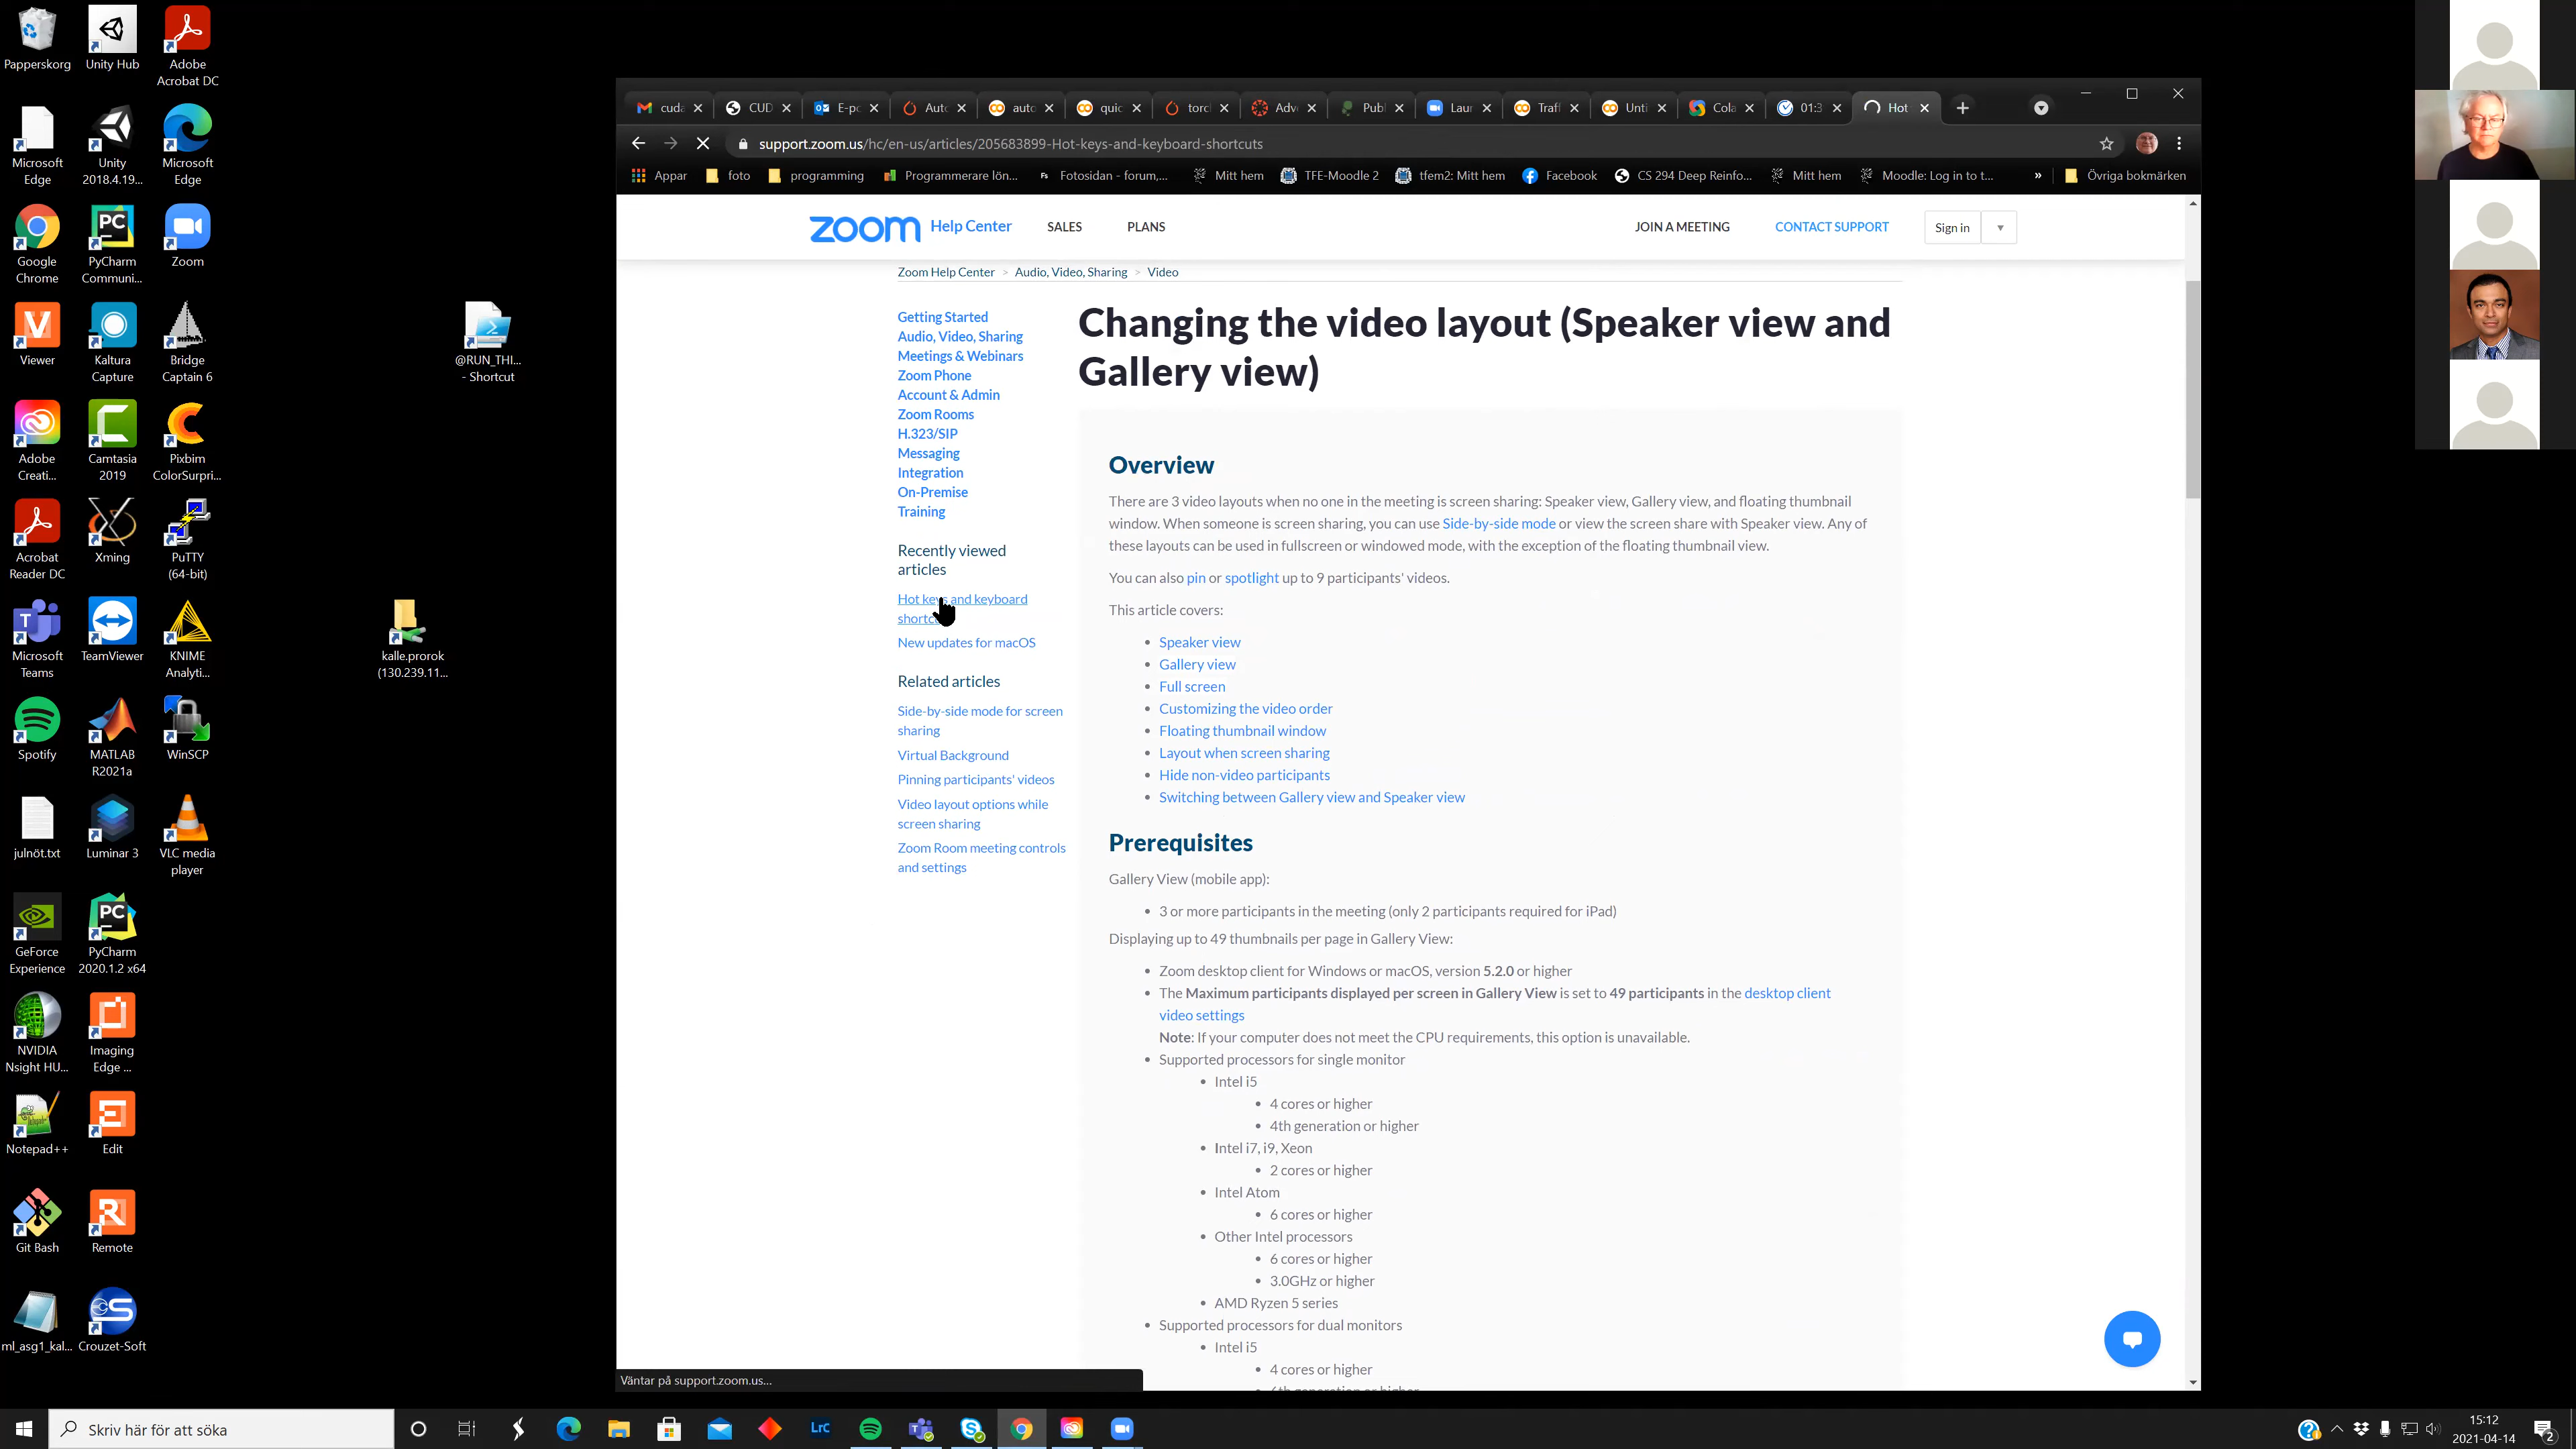 Papperskorg
Unity Hub
Adobe
Acrobat DC
Microsoft
Edge
Unity
2018.4.19...
Microsoft
Edge
Google
Chrome
PyCharm
Communi...
Zoom
Viewer
Kaltura
Capture
Bridge
Captain 6
@RUN_THI...
- Shortcut
Adobe
Creati...
Camtasia
2019
Pixbim
ColorSurpri...
Acrobat
Reader DC
Xming
PuTTY
(64-bit)
Microsoft
Teams
TeamViewer
KNIME
Analyti...
kalle.prorok
(130.239.11...
Spotify
MATLAB
R2021a
WinSCP
julnöt.txt
Luminar 3
VLC media
player
GeForce
Experience
PyCharm
2020.1.2 x64
NVIDIA
Nsight HU...
Imaging
Edge ...
Notepad++
Edit
Git Bash
Remote
ml_asg1_kal...
Crouzet-Soft
cuda CUD E-po Auto auto quic torch Adv Publ Laur Traff Unti Cola 01:3 Hot
support.zoom.us/hc/en-us/articles/205683899-Hot-keys-and-keyboard-shortcuts
Appar foto programming Programmerare lön... Fs Fotosidan - forum,... Mitt hem TFE-Moodle 2 tfem2: Mitt hem Facebook CS 294 Deep Reinfo... Mitt hem Moodle: Log in to t... » Övriga bokmärken
zoom Help Center SALES PLANS JOIN A MEETING CONTACT SUPPORT Sign in
Zoom Help Center > Audio, Video, Sharing > Video
Getting Started
Audio, Video, Sharing
Meetings & Webinars
Zoom Phone
Account & Admin
Zoom Rooms
H.323/SIP
Messaging
Integration
On-Premise
Training
Recently viewed
articles
Hot keys and keyboard
New updates for macOS
Related articles
Side-by-side mode for screen
sharing
Virtual Background
Pinning participants' videos
Video layout options while
screen sharing
Zoom Room meeting controls
and settings
Changing the video layout (Speaker view and
Gallery view)
Overview
There are 3 video layouts when no one in the meeting is screen sharing: Speaker view, Gallery view, and floating thumbnail
window. When someone is screen sharing, you can use Side-by-side mode or view the screen share with Speaker view. Any of
these layouts can be used in fullscreen or windowed mode, with the exception of the floating thumbnail view.
You can also pin or spotlight up to 9 participants' videos.
This article covers:
• Speaker view
• Gallery view
• Full screen
• Customizing the video order
• Floating thumbnail window
• Layout when screen sharing
• Hide non-video participants
• Switching between Gallery view and Speaker view
Prerequisites
Gallery View (mobile app):
• 3 or more participants in the meeting (only 2 participants required for iPad)
Displaying up to 49 thumbnails per page in Gallery View:
• Zoom desktop client for Windows or macOS, version 5.2.0 or higher
• The Maximum participants displayed per screen in Gallery View is set to 49 participants in the desktop client
video settings
Note: If your computer does not meet the CPU requirements, this option is unavailable.
• Supported processors for single monitor
• Intel i5
• 4 cores or higher
• 4th generation or higher
• Intel i7, i9, Xeon
• 2 cores or higher
• Intel Atom
• 6 cores or higher
• Other Intel processors
• 6 cores or higher
• 3.0GHz or higher
• AMD Ryzen 5 series
• Supported processors for dual monitors
• Intel i5
• 4 cores or higher
Väntar på support.zoom.us...
Skriv här för att söka
LrC
15:12
2021-04-14
2